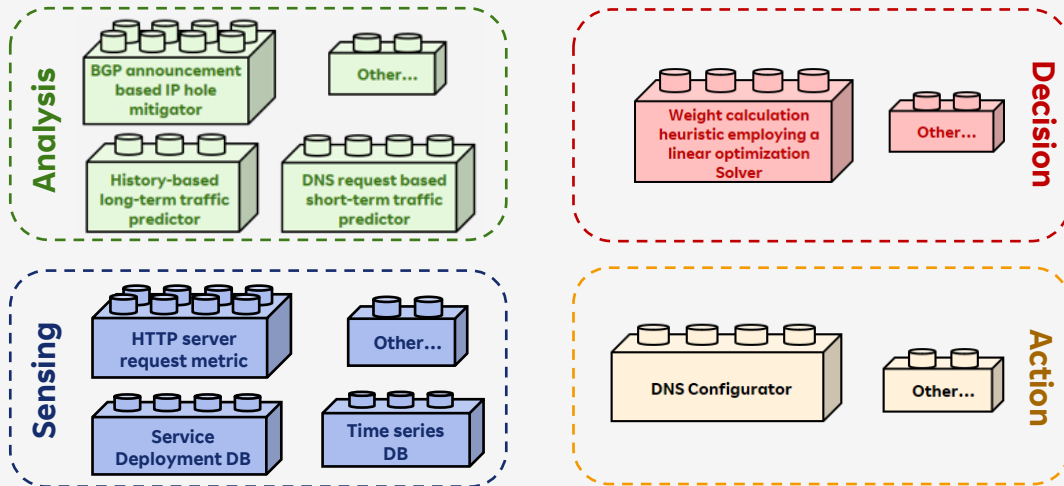 Analysis
BGP announcement
based IP hole
mitigator
Other...
History-based
long-term traffic
predictor
DNS request based
short-term traffic
predictor
Decision
Weight calculation
heuristic employing a
linear optimization
Solver
Other...
Sensing
HTTP server
request metric
Other...
Service
Deployment DB
Time series
DB
Action
DNS Configurator
Other...